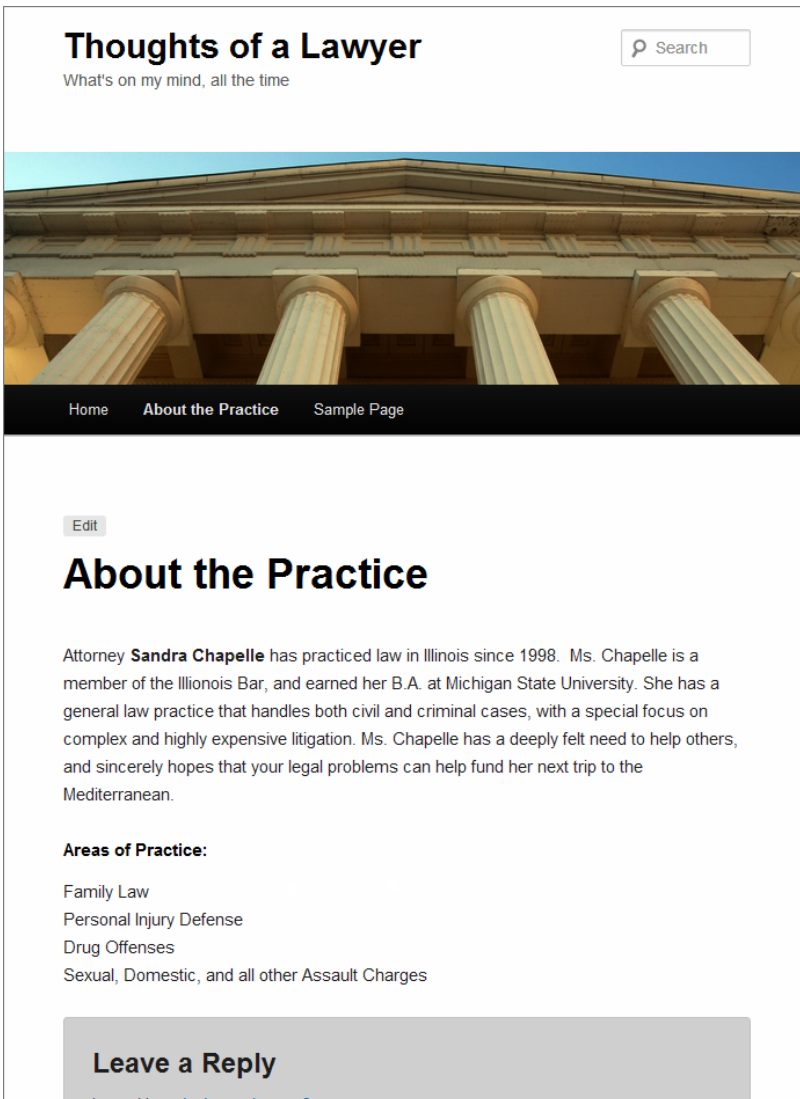 Thoughts of a Lawyer
Search
What's on my mind, all the time
Home About the Practice Sample Page
Edit
About the Practice
Attorney Sandra Chapelle has practiced law in Illinois since 1998. Ms. Chapelle is a
member of the Illionois Bar, and earned her B.A. at Michigan State University. She has a
general law practice that handles both civil and criminal cases, with a special focus on
complex and highly expensive litigation. Ms. Chapelle has a deeply felt need to help others,
and sincerely hopes that your legal problems can help fund her next trip to the
Mediterranean.
Areas of Practice:
Family Law
Personal Injury Defense
Drug Offenses
Sexual, Domestic, and all other Assault Charges
Leave a Reply